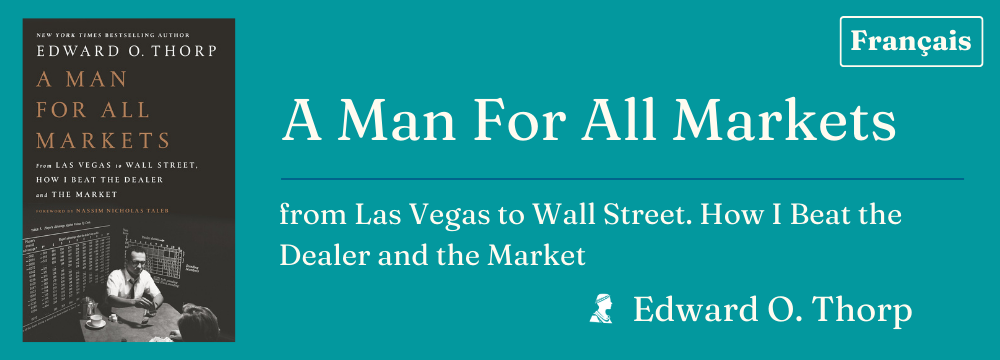 NEW YORK TIMES BESTSELLING AUTHOR
EDWARD O. THORP
A MAN
FOR ALL
MARKETS
From LAS VEGAS to WALL STREET,
HOW I BEAT THE DEALER
and THE MARKET
FOREWORD BY NASSIM NICHOLAS TALEB
Français
A Man For All Markets
from Las Vegas to Wall Street. How I Beat the
Dealer and the Market
Edward O. Thorp